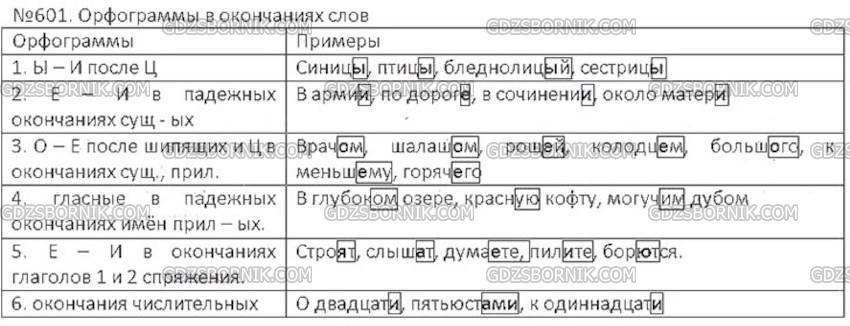 №601. Орфограммы в окончаниях слов
Орфограммы Примеры
1. Ы – И после Ц Синицы, птицы, бледнолицый, сестрицы
2. Е – И в падежных окончаниях сущ - ых В армии, по дороге, в сочинении, около матери
3. О – Е после шипящих и Ц в окончаниях сущ., прил. Врачом, шалашом, рощей, колодцем, большого, к меньшему, горячего
4. гласные в падежных окончаниях имён прил – ых. В глубоком озере, красную кофту, могучим дубом
5. Е – И в окончаниях глаголов 1 и 2 спряжения. Строят, слышат, думаете, пилите, борются.
6. окончания числительных О двадцати, пятьюстами, к одиннадцати
GDZSBORNIK.COM